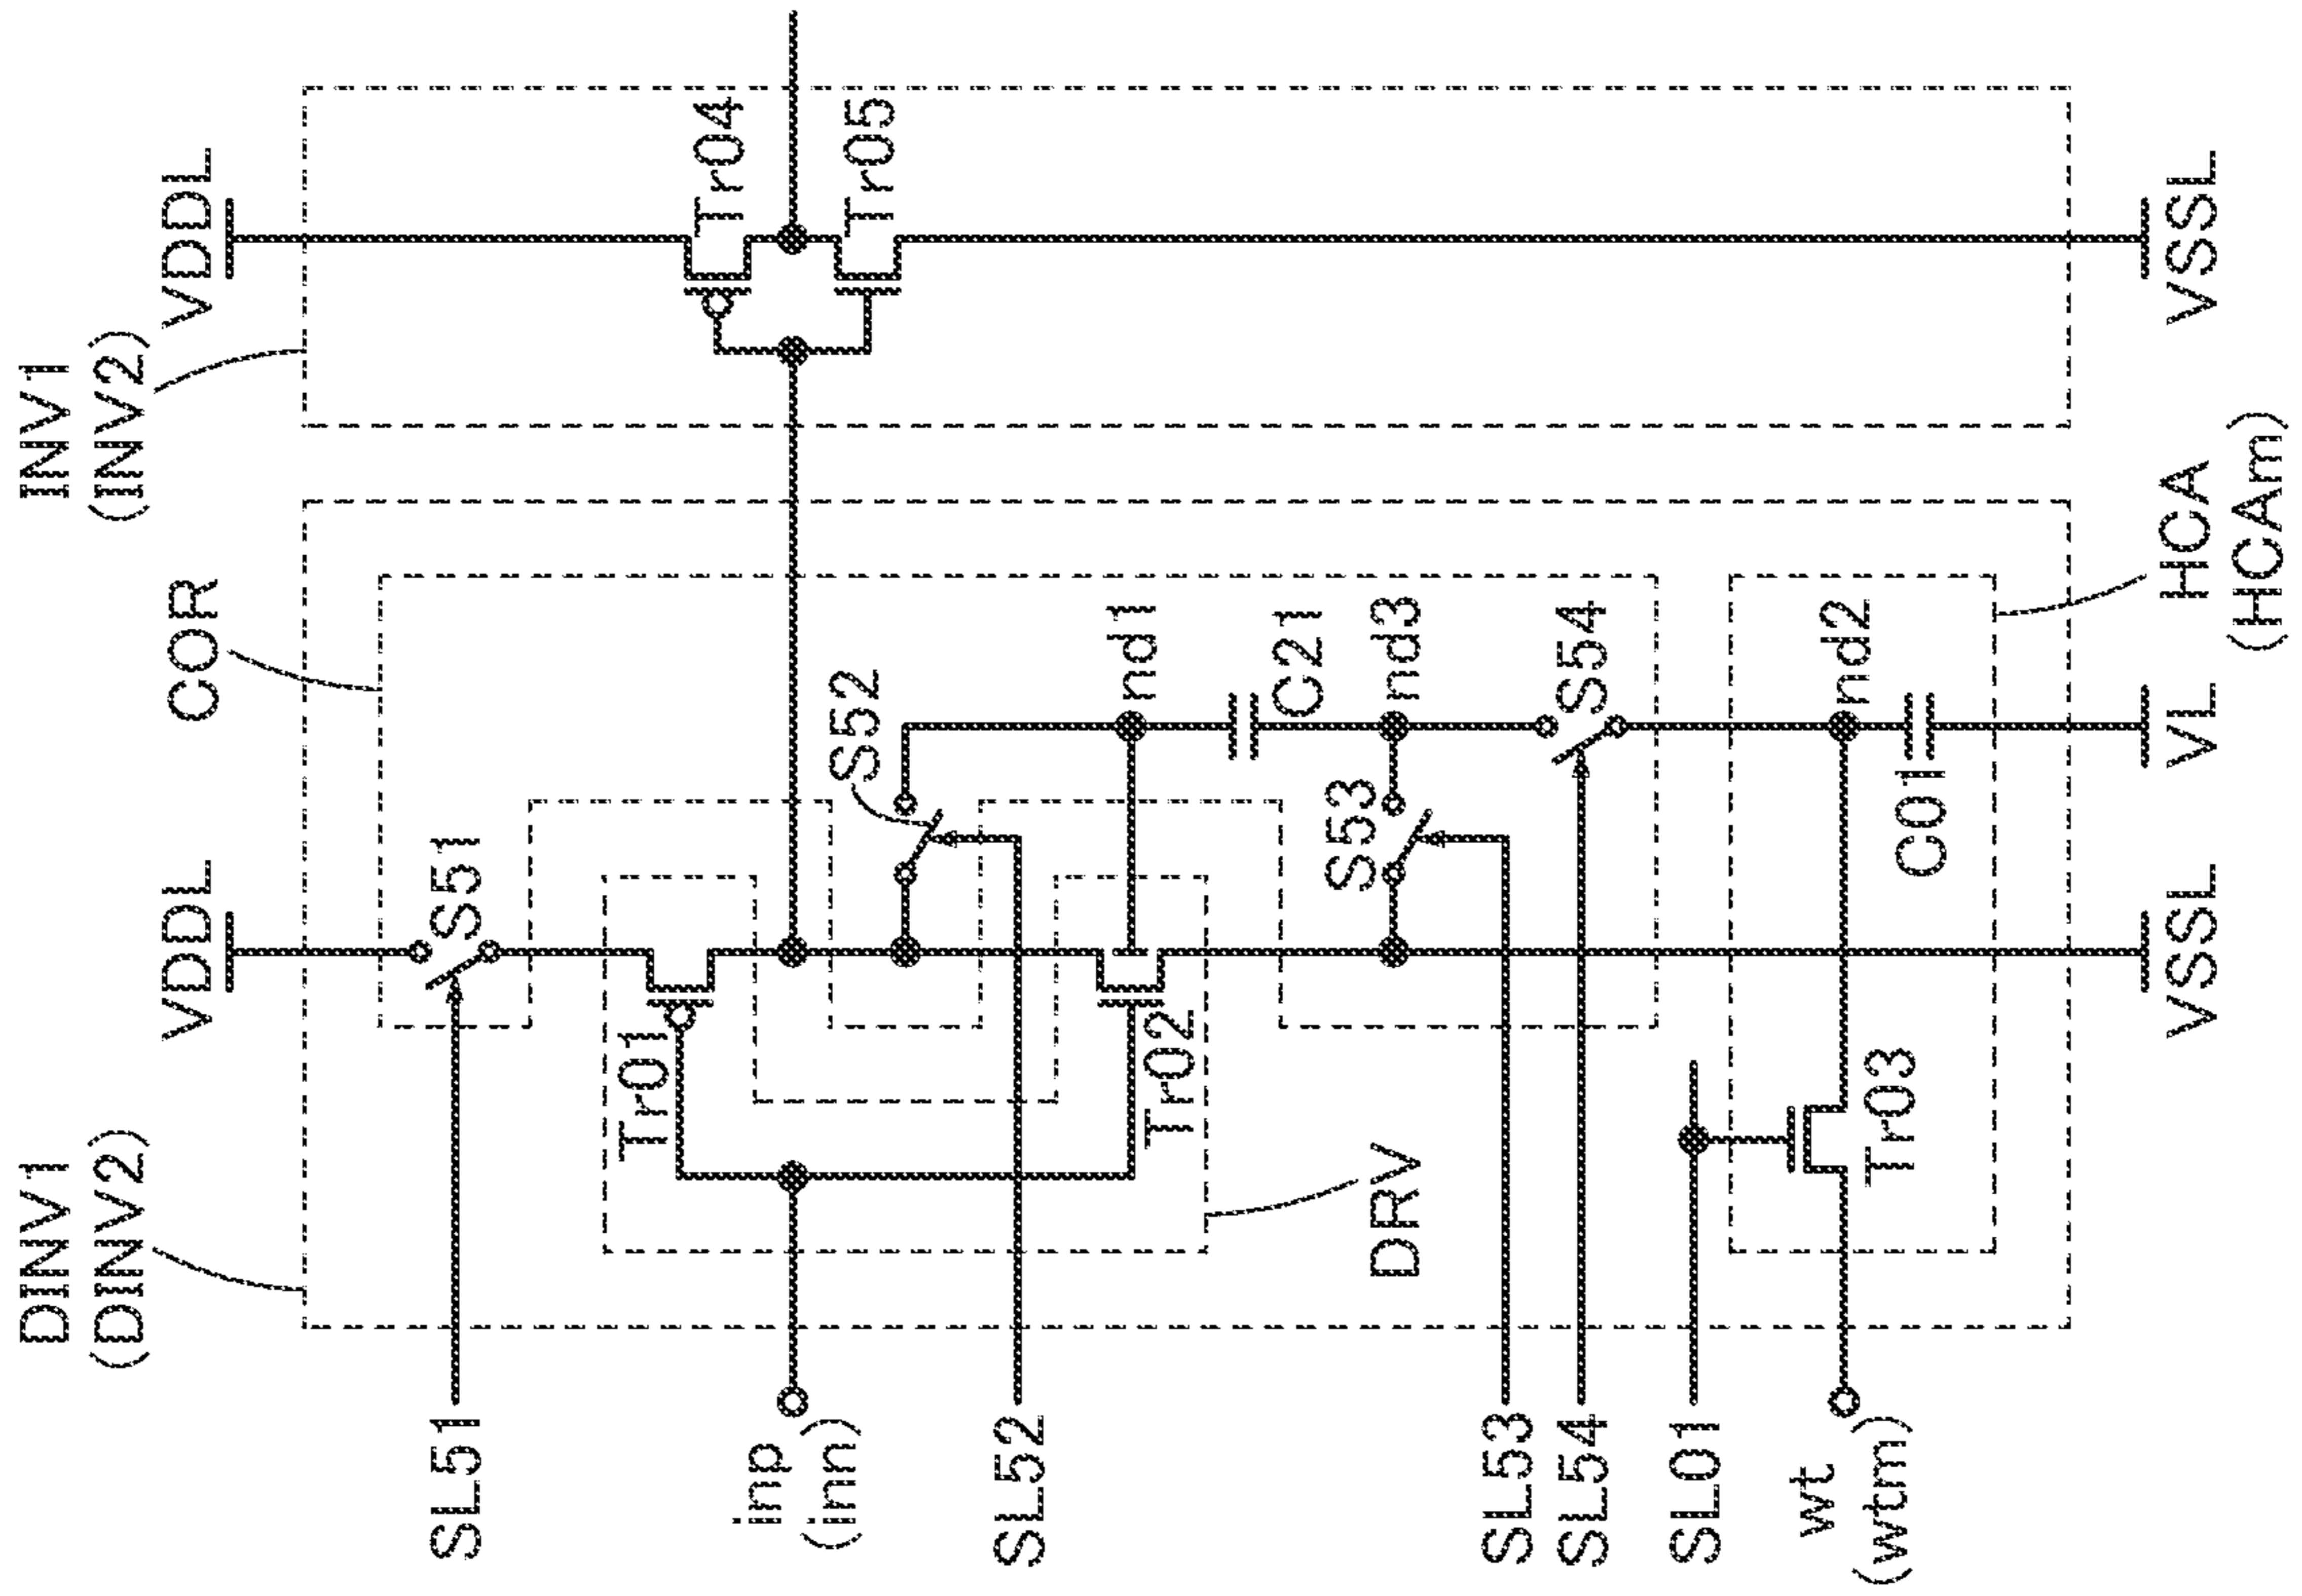 DINV1
(DINV2)
INV1
(INV2)
VDDL
COR
VDDL
SL51
S51
Tr04
inp
(inn)
Tr01
S52
Tr05
SL52
Tr02
nd1
C21
DRV
S53
nd3
SL53
SL54
S54
SL01
wt
(wtm)
Tr03
C01
nd2
VSSL
VL
HCA
(HCAm)
VSSL